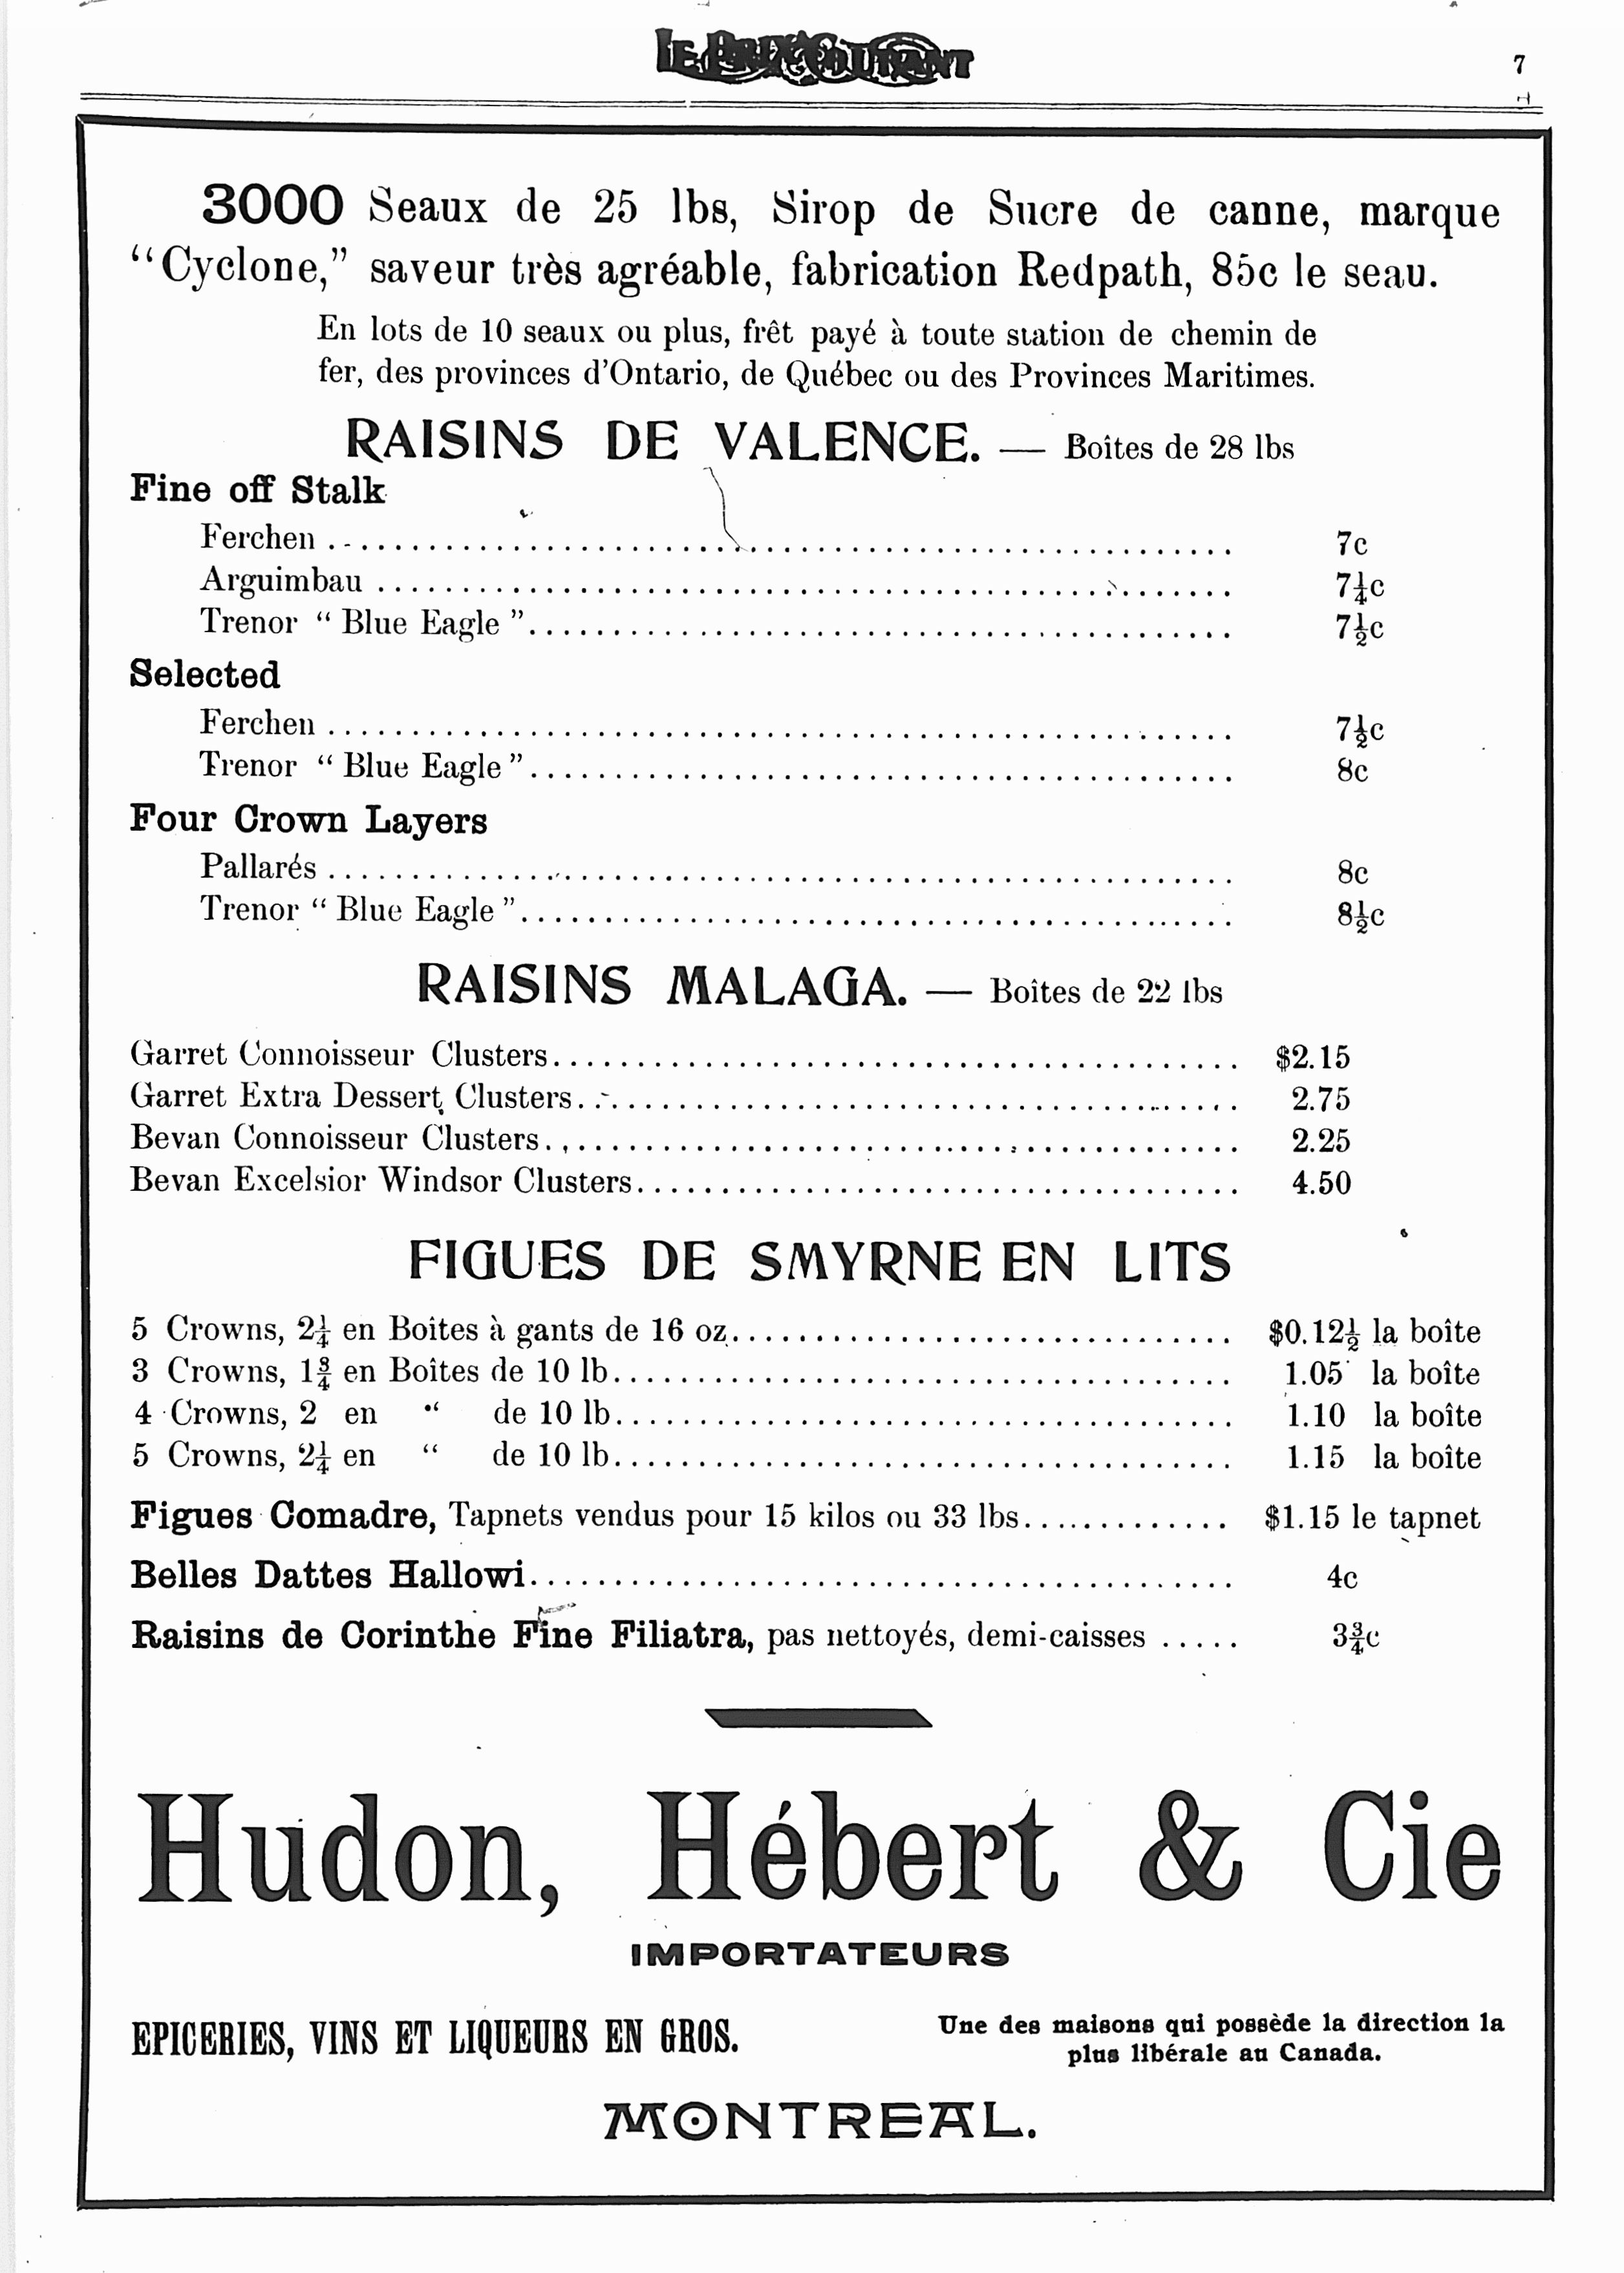 LE PRIX COURANT
7
3000 Seaux de 25 lbs, Sirop de Sucre de canne, marque
“Cyclone,” saveur très agréable, fabrication Redpath, 85c le seau.
En lots de 10 seaux ou plus, frêt payé à toute station de chemin de
fer, des provinces d'Ontario, de Québec ou des Provinces Maritimes.
RAISINS DE VALENCE. — Boîtes de 28 lbs
Fine off Stalk
Ferchen ........ 7c
Arguimbau ........ 7¼c
Trenor “ Blue Eagle ” ........ 7½c
Selected
Ferchen ........ 7½c
Trenor “ Blue Eagle ” ........ 8c
Four Crown Layers
Pallarés ........ 8c
Trenor “ Blue Eagle ” ........ 8½c
RAISINS MALAGA. — Boîtes de 22 lbs
Garret Connoisseur Clusters ........ $2.15
Garret Extra Dessert Clusters ........ 2.75
Bevan Connoisseur Clusters ........ 2.25
Bevan Excelsior Windsor Clusters ........ 4.50
FIGUES DE SMYRNE EN LITS
5 Crowns, 2¼ en Boîtes à gants de 16 oz ........ $0.12½ la boîte
3 Crowns, 1¾ en Boîtes de 10 lb ........ 1.05 la boîte
4 Crowns, 2 en “ de 10 lb ........ 1.10 la boîte
5 Crowns, 2¼ en “ de 10 lb ........ 1.15 la boîte
Figues Comadre, Tapnets vendus pour 15 kilos ou 33 lbs ........ $1.15 le tapnet
Belles Dattes Hallowi ........ 4c
Raisins de Corinthe Fine Filiatra, pas nettoyés, demi-caisses ..... 3¾c
Hudon, Hébert & Cie
IMPORTATEURS
EPICERIES, VINS ET LIQUEURS EN GROS.
Une des maisons qui possède la direction la
plus libérale au Canada.
MONTREAL.